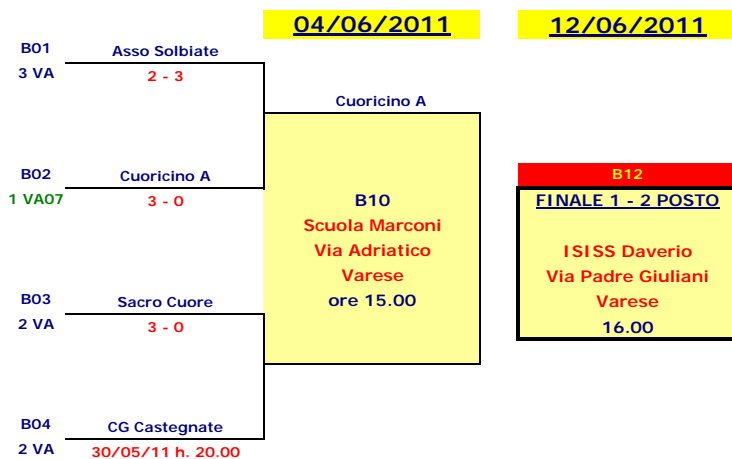 04/06/2011
12/06/2011
B01
Asso Solbiate
3 VA
2 - 3
Cuoricino A
B02
Cuoricino A
1 VA07
3 - 0
B10
Scuola Marconi
Via Adriatico
Varese
ore 15.00
B12
FINALE 1 - 2 POSTO
ISISS Daverio
Via Padre Giuliani
Varese
16.00
B03
Sacro Cuore
2 VA
3 - 0
B04
CG Castegnate
2 VA
30/05/11 h. 20.00